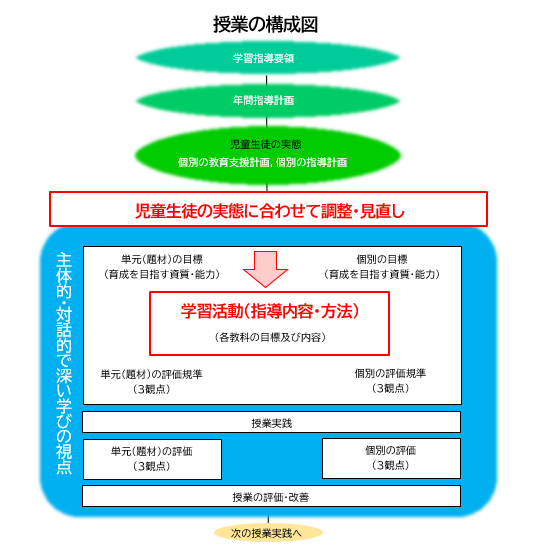 授業の構成図
学習指導要領
年間指導計画
児童生徒の実態
個別の教育支援計画, 個別の指導計画
児童生徒の実態に合わせて調整・見直し
主体的・対話的で深い学びの視点
単元(題材)の目標
(育成を目指す資質・能力)
個別の目標
(育成を目指す資質・能力)
学習活動(指導内容・方法)
(各教科の目標及び内容)
単元(題材)の評価規準
(3観点)
個別の評価規準
(3観点)
授業実践
単元(題材)の評価
(3観点)
個別の評価
(3観点)
授業の評価・改善
次の授業実践へ